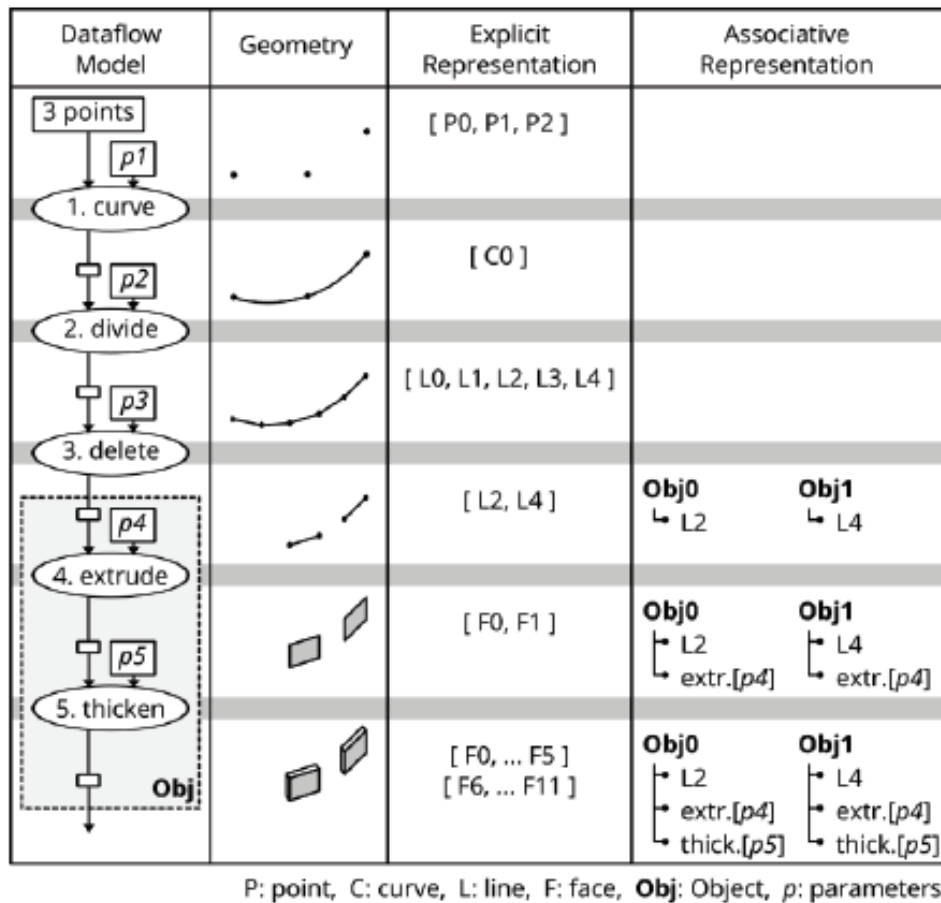 Dataflow Model
Geometry
Explicit Representation
Associative Representation
3 points
[ P0, P1, P2 ]
p1
1. curve
[ C0 ]
p2
2. divide
[ L0, L1, L2, L3, L4 ]
p3
3. delete
[ L2, L4 ]
Obj0 Obj1
L2 L4
p4
4. extrude
[ F0, F1 ]
Obj0 Obj1
L2 L4
extr.[p4] extr.[p4]
p5
5. thicken
[ F0, ... F5 ]
[ F6, ... F11 ]
Obj0 Obj1
L2 L4
extr.[p4] extr.[p4]
thick.[p5] thick.[p5]
Obj
P: point, C: curve, L: line, F: face, Obj: Object, p: parameters